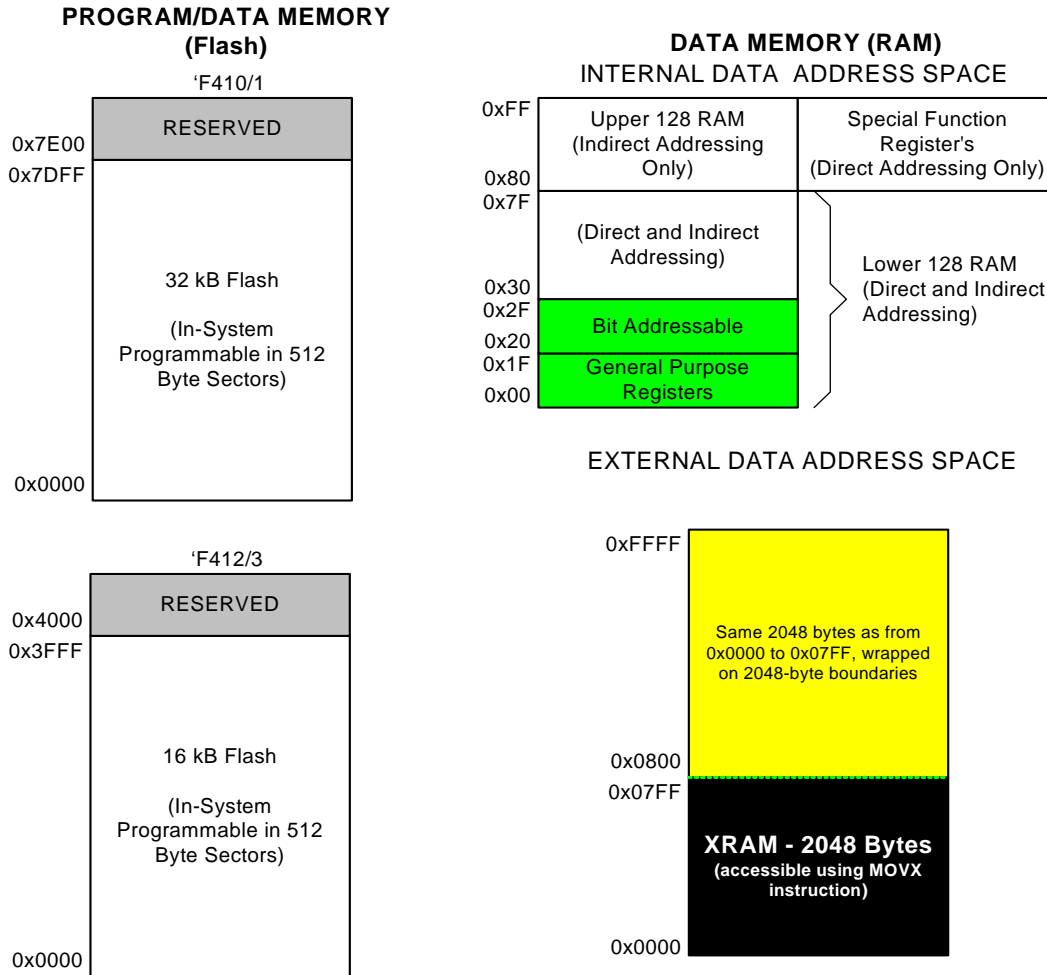 PROGRAM/DATA MEMORY
(Flash)
‘F410/1
RESERVED
0x7E00
0x7DFF
32 kB Flash
(In-System
Programmable in 512
Byte Sectors)
0x0000
‘F412/3
RESERVED
0x4000
0x3FFF
16 kB Flash
(In-System
Programmable in 512
Byte Sectors)
0x0000
DATA MEMORY (RAM)
INTERNAL DATA ADDRESS SPACE
0xFF
Upper 128 RAM
(Indirect Addressing
Only)
0x80
Special Function
Register's
(Direct Addressing Only)
0x7F
(Direct and Indirect
Addressing)
0x30
Lower 128 RAM
(Direct and Indirect
Addressing)
0x2F
Bit Addressable
0x20
0x1F
General Purpose
Registers
0x00
EXTERNAL DATA ADDRESS SPACE
0xFFFF
Same 2048 bytes as from
0x0000 to 0x07FF, wrapped
on 2048-byte boundaries
0x0800
0x07FF
XRAM - 2048 Bytes
(accessible using MOVX
instruction)
0x0000